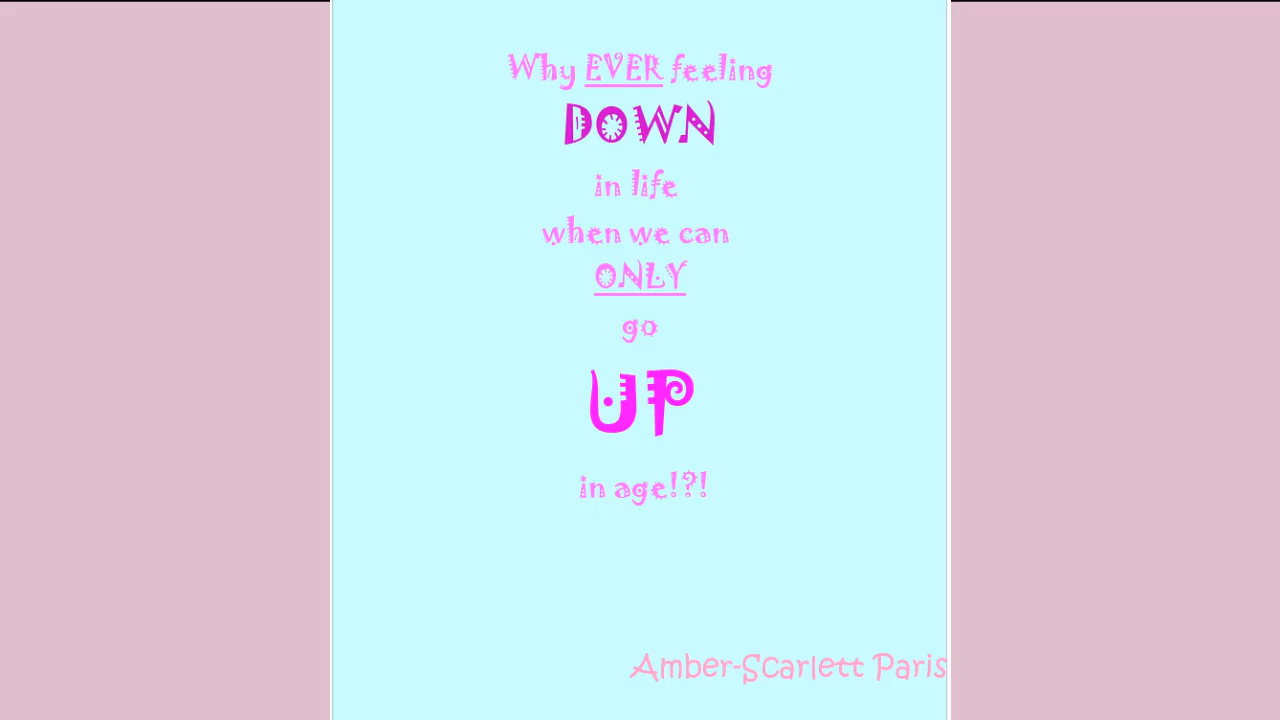 Why EVER feeling
DOWN
in life
when we can
ONLY
go
UP
in age!?!
Amber-Scarlett Paris